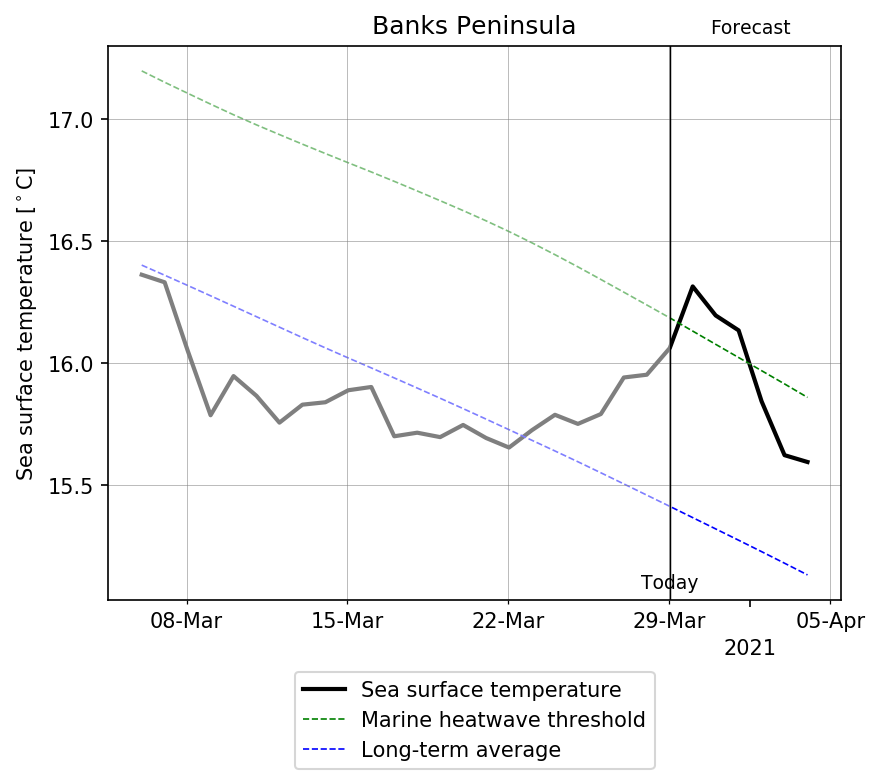 Banks Peninsula
Forecast
Sea surface temperature [°C]
17.0
16.5
16.0
15.5
Today
08-Mar 15-Mar 22-Mar 29-Mar 05-Apr
2021
Sea surface temperature
Marine heatwave threshold
Long-term average